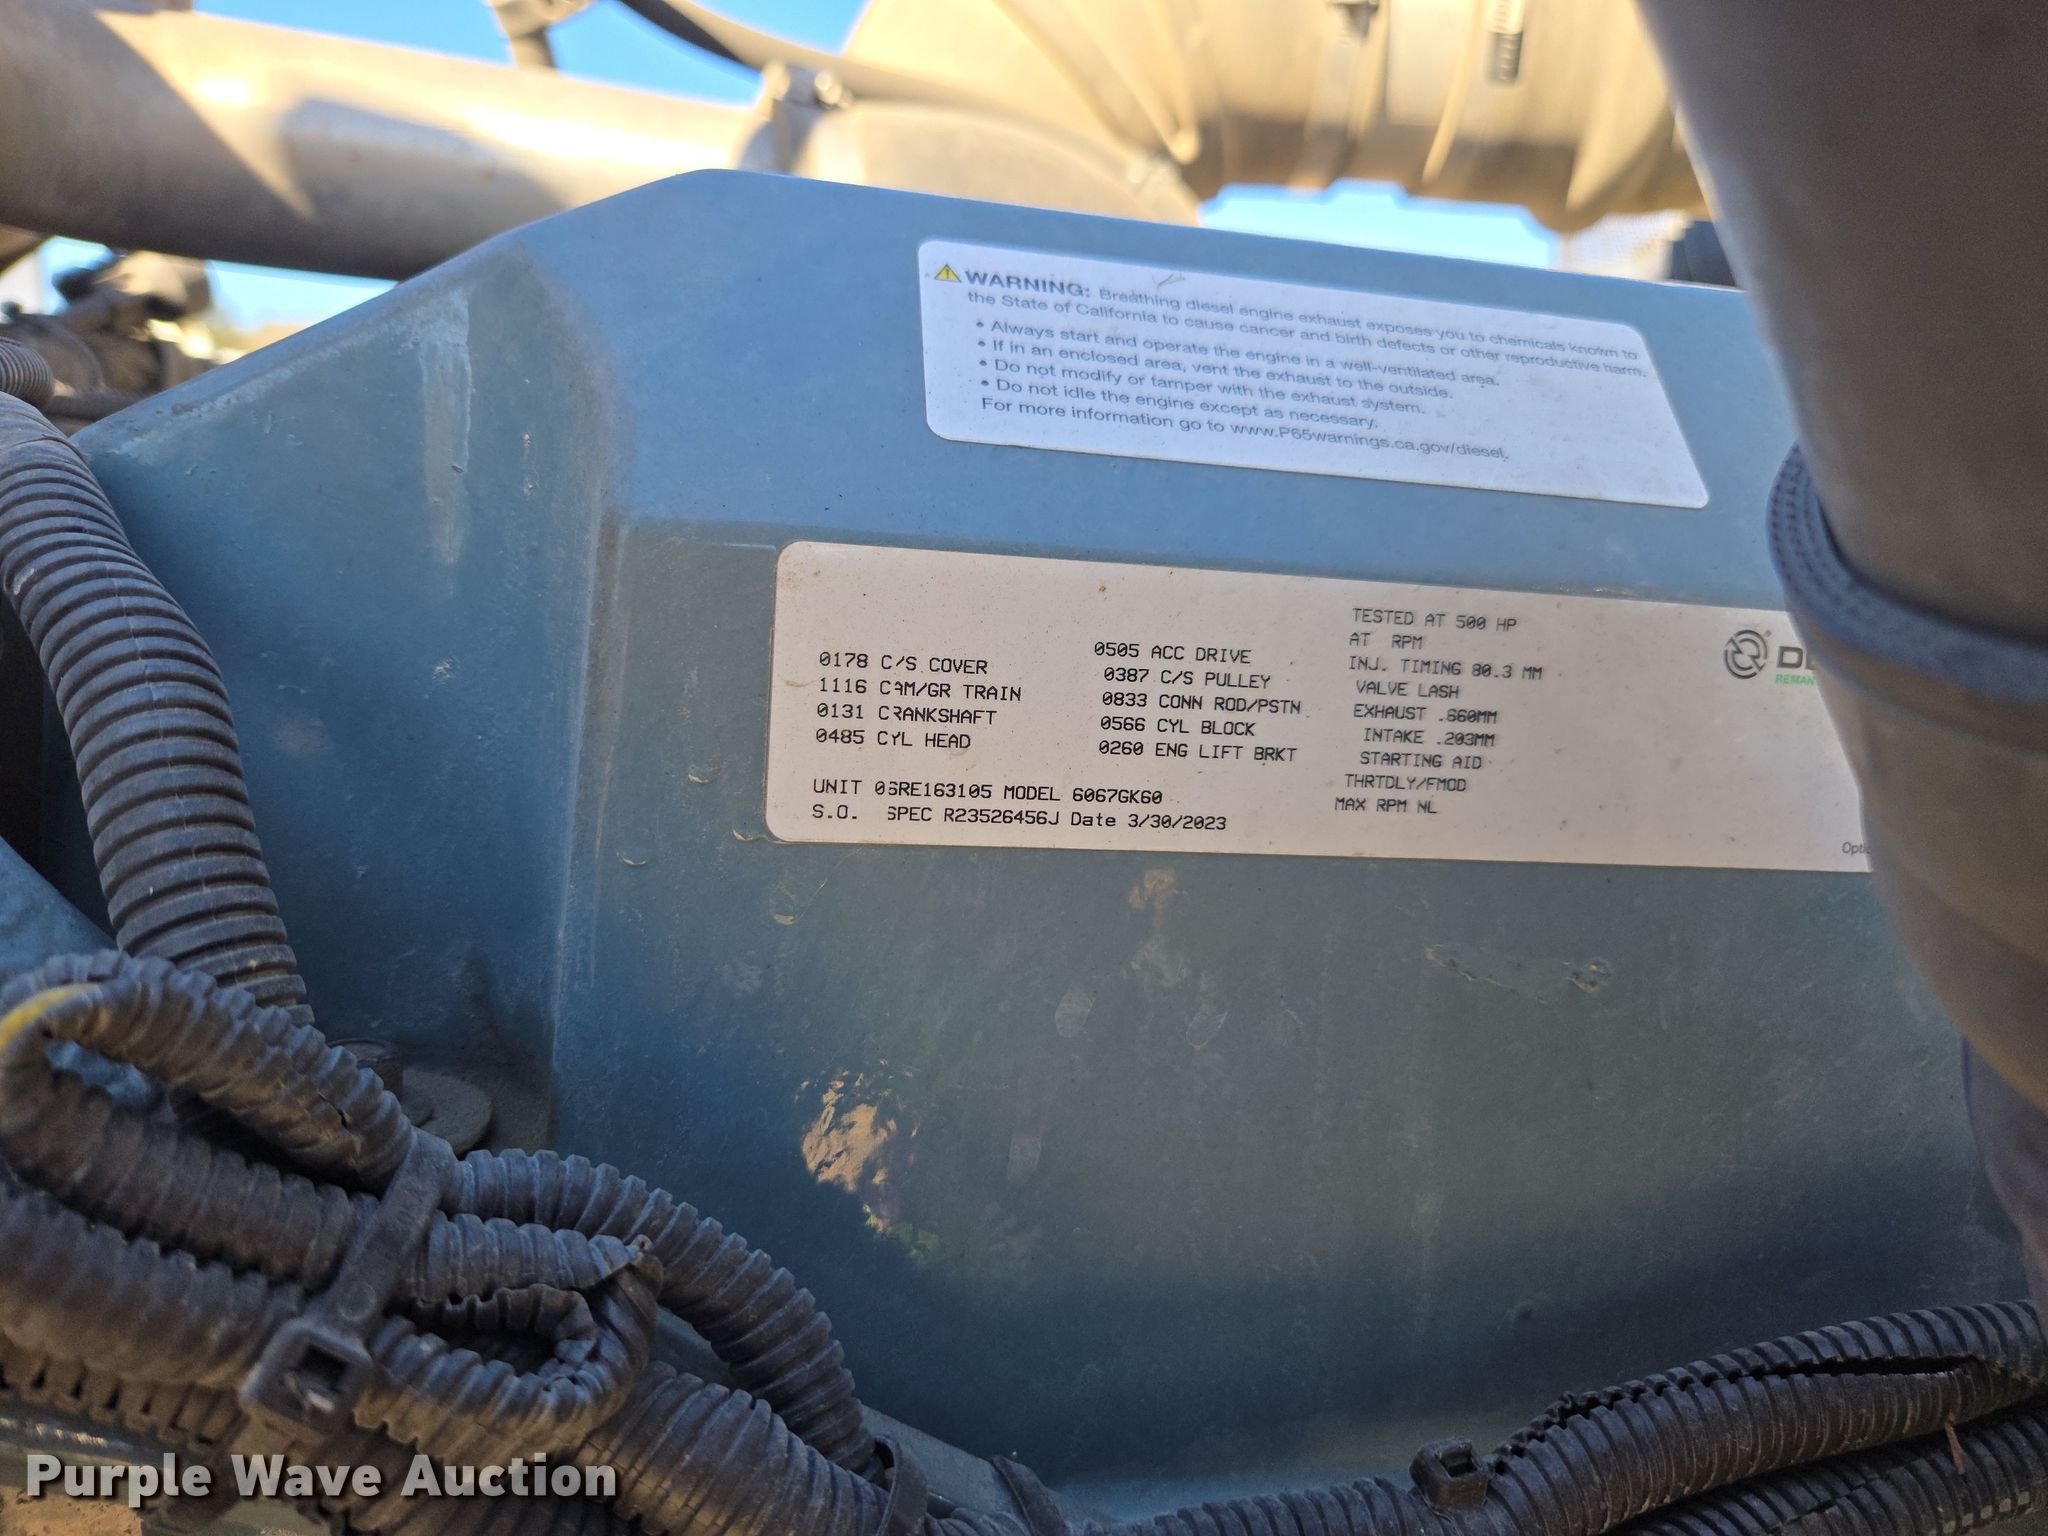 WARNING: Breathing diesel engine exhaust exposes you to chemicals known to
the State of California to cause cancer and birth defects or other reproductive harm.
• Always start and operate the engine in a well-ventilated area.
• If in an enclosed area, vent the exhaust to the outside.
• Do not modify or tamper with the exhaust system.
• Do not idle the engine except as necessary.
For more information go to www.P65warnings.ca.gov/diesel.
0178 C/S COVER
1116 CAM/GR TRAIN
0131 CRANKSHAFT
0485 CYL HEAD
0505 ACC DRIVE
0387 C/S PULLEY
0833 CONN ROD/PSTN
0566 CYL BLOCK
0260 ENG LIFT BRKT
TESTED AT 500 HP
AT RPM
INJ. TIMING 80.3 MM
VALVE LASH
EXHAUST .660MM
INTAKE .203MM
STARTING AID
THRTDLY/FMOD
MAX RPM NL
UNIT 06RE163105 MODEL 6067GK60
S.O. SPEC R23526456J Date 3/30/2023
Purple Wave Auction